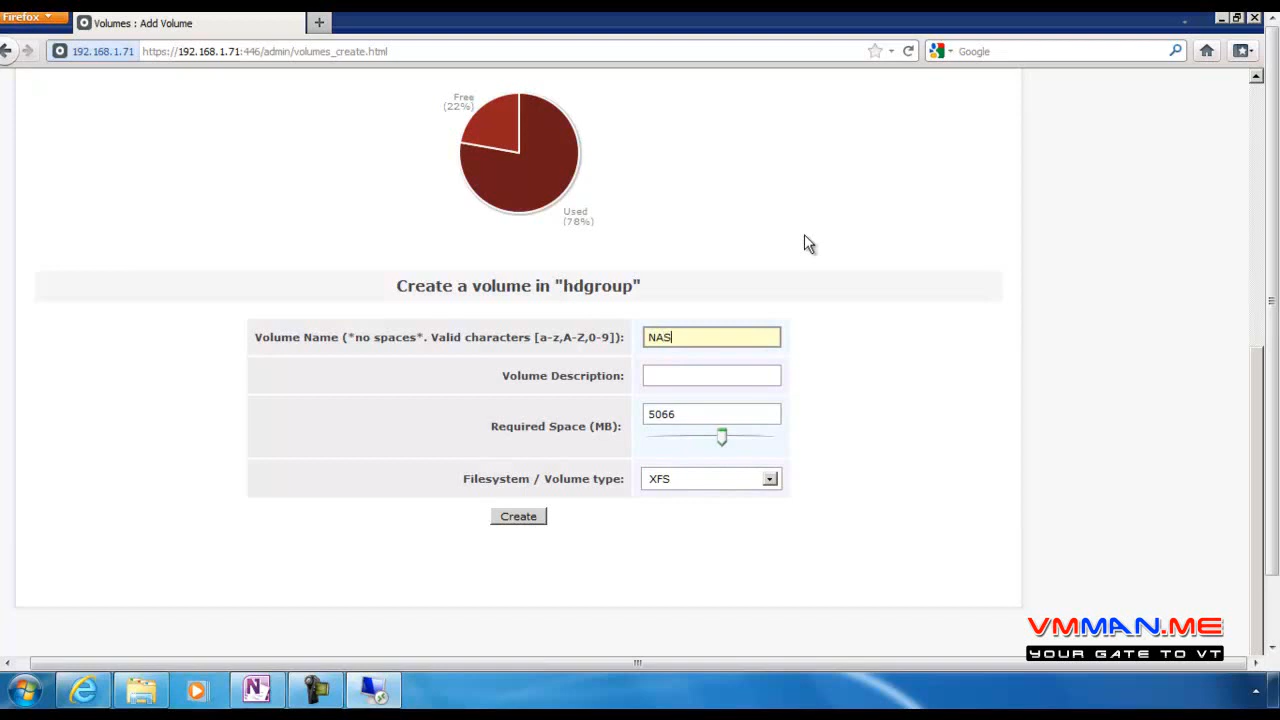 Firefox
Volumes : Add Volume
192.168.1.71 https://192.168.1.71:446/admin/volumes_create.html
Google
Free
(22%)
Used
(78%)
Create a volume in "hdgroup"
Volume Name (*no spaces*. Valid characters [a-z,A-Z,0-9]): NAS
Volume Description:
Required Space (MB): 5066
Filesystem / Volume type: XFS
Create
VMMAN.ME
YOUR GATE TO VT